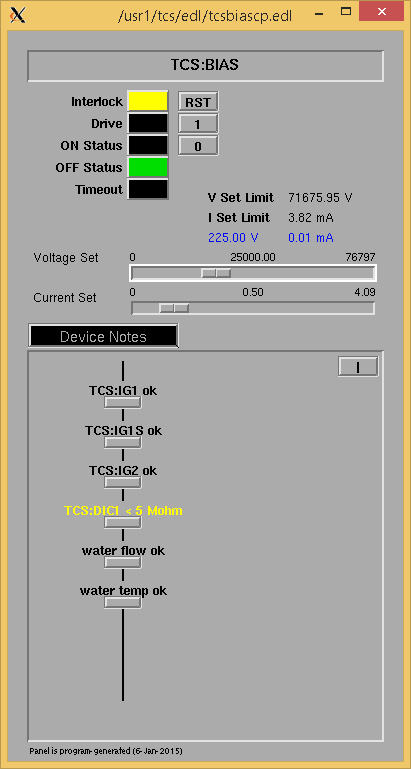 /usr1/tcs/edl/tcsbiascp.edl
TCS:BIAS
Interlock RST
Drive 1
ON Status 0
OFF Status
Timeout
V Set Limit 71675.95 V
I Set Limit 3.82 mA
225.00 V 0.01 mA
Voltage Set 0 25000.00 76797
Current Set 0 0.50 4.09
Device Notes
I
TCS:IG1 ok
TCS:IG1S ok
TCS:IG2 ok
TCS:DIC1 < 5 Mohm
water flow ok
water temp ok
Panel is program-generated (6-Jan-2015)